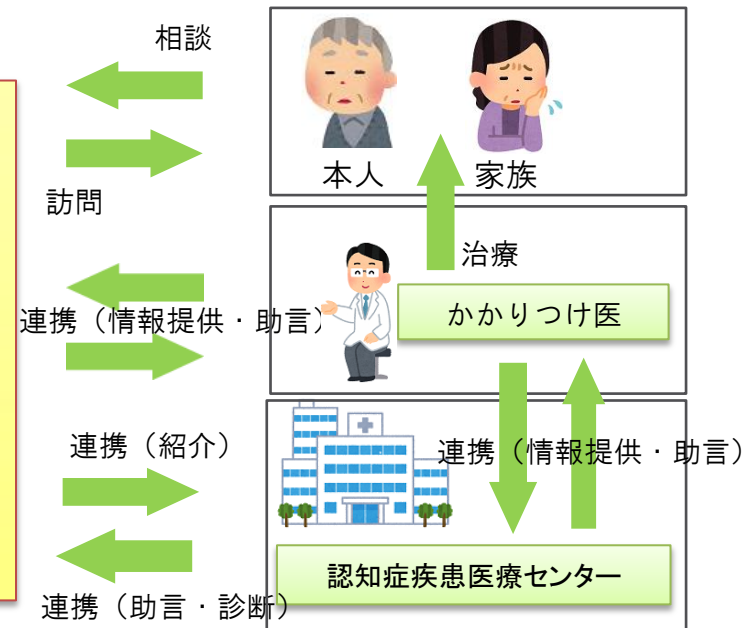 相談
本人
家族
訪問
治療
連携（情報提供・助言）
かかりつけ医
連携（紹介）
連携（情報提供・助言）
認知症疾患医療センター
連携（助言・診断）